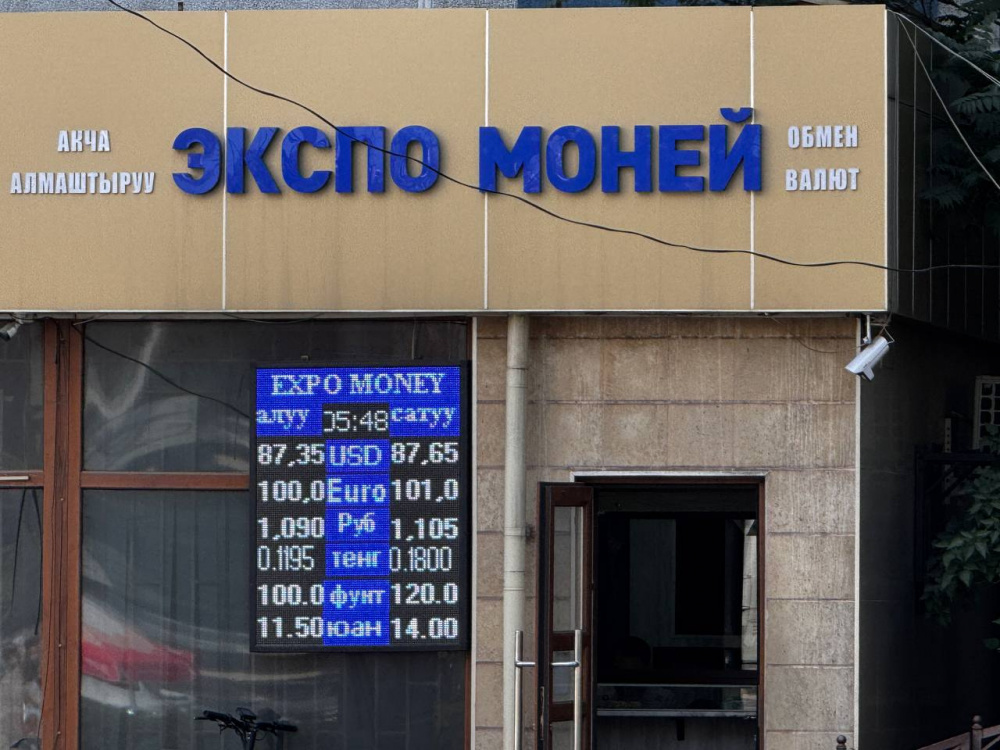 АКЧА
АЛМАШТЫРУУ
ЭКСПО МОНЕЙ
ОБМЕН
ВАЛЮТ
EXPO MONEY
алуу 05:48 сатуу
87,35 USD 87,65
100,0 Euro 101,0
1,090 Руб 1,105
0.1195 тенг 0.1800
100.0 фунт 120.0
11.50 юан 14.00